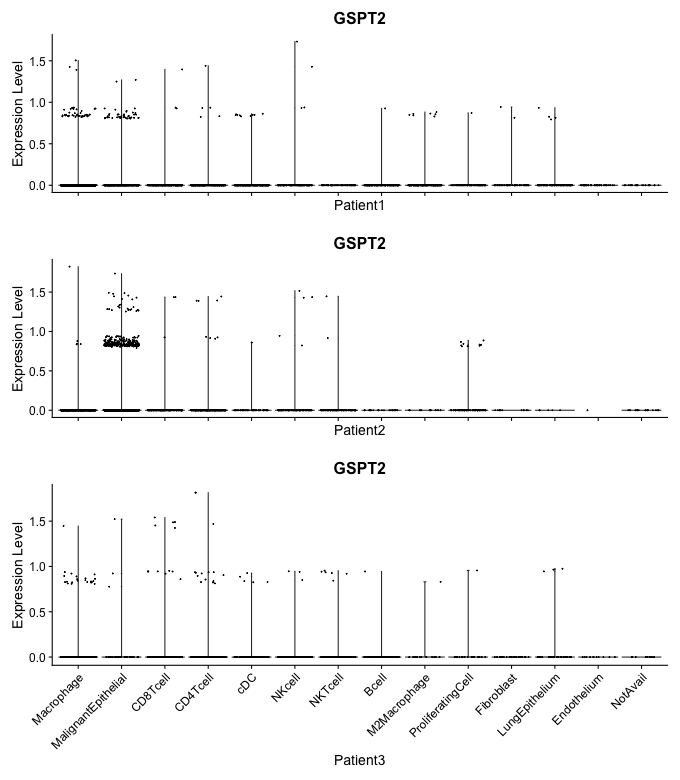 GSPT2
Expression Level
1.5
1.0
0.5
0.0
Patient1
GSPT2
Expression Level
1.5
1.0
0.5
0.0
Patient2
GSPT2
Expression Level
1.5
1.0
0.5
0.0
Macrophage
MalignantEpithelial
CD8Tcell
CD4Tcell
cDC
NKcell
NKTcell
Bcell
M2Macrophage
ProliferatingCell
Fibroblast
LungEpithelium
Endothelium
NotAvail
Patient3